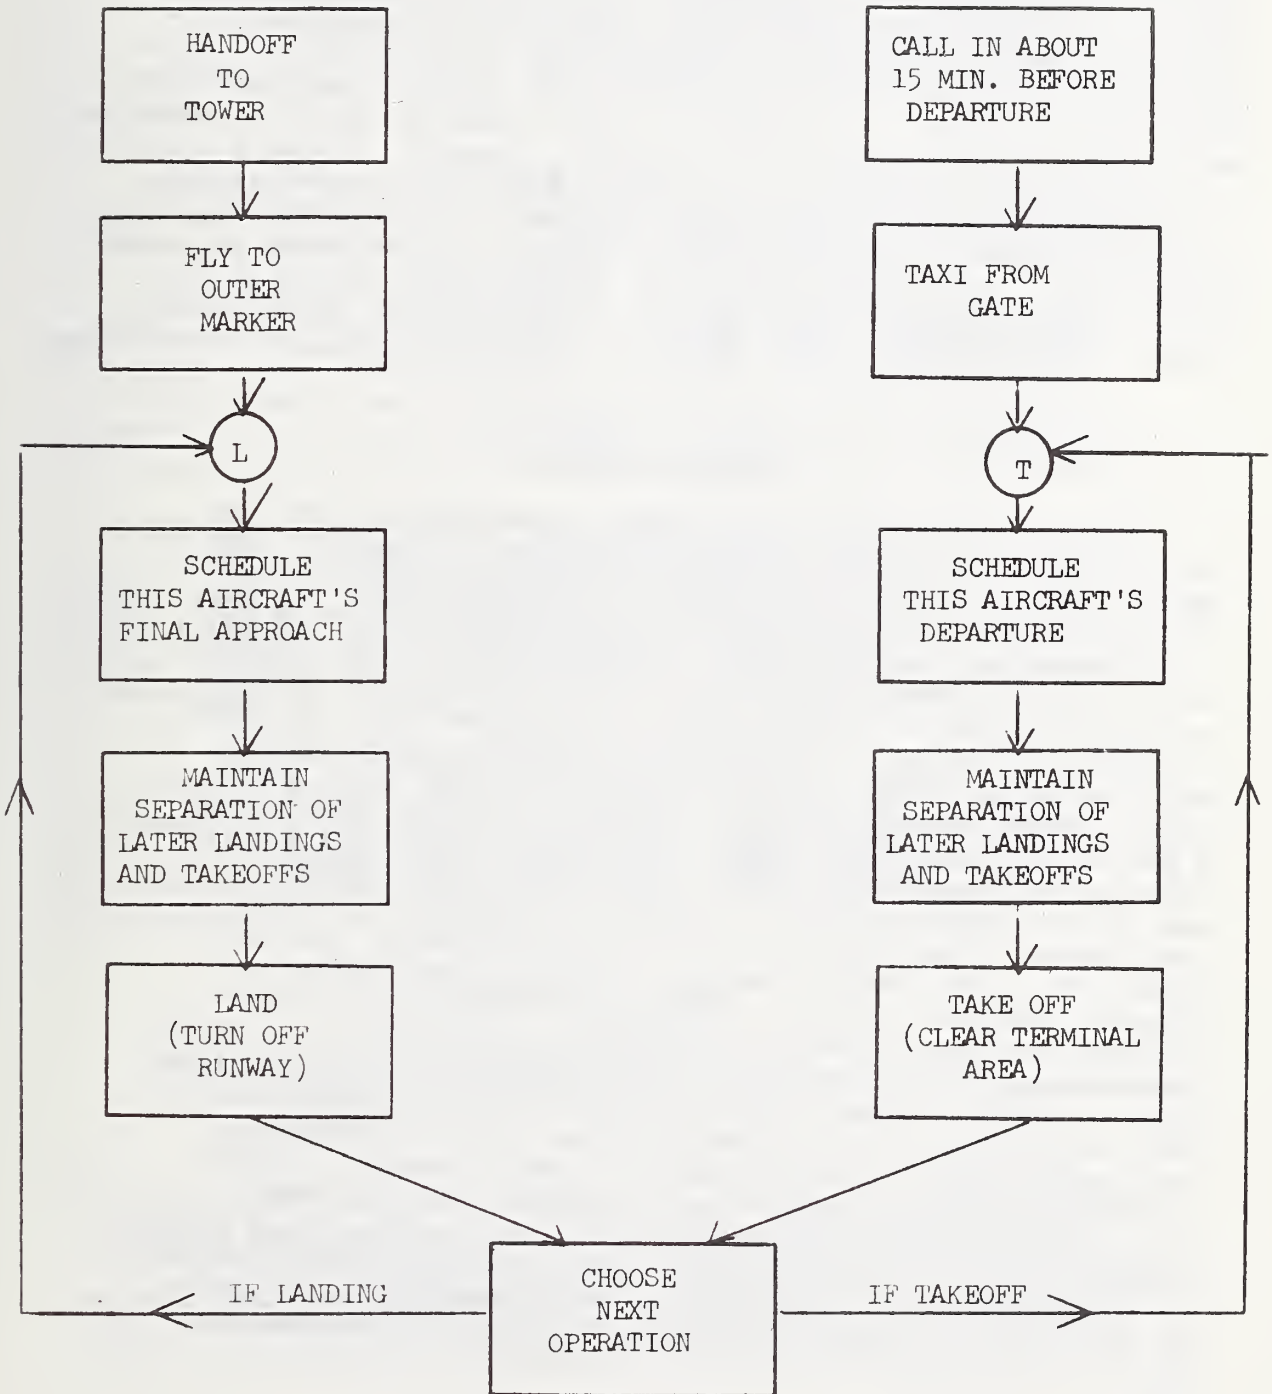 HANDOFF
TO
TOWER
FLY TO
OUTER
MARKER
L
SCHEDULE
THIS AIRCRAFT'S
FINAL APPROACH
MAINTAIN
SEPARATION OF
LATER LANDINGS
AND TAKEOFFS
LAND
(TURN OFF
RUNWAY)
CALL IN ABOUT
15 MIN. BEFORE
DEPARTURE
TAXI FROM
GATE
T
SCHEDULE
THIS AIRCRAFT'S
DEPARTURE
MAINTAIN
SEPARATION OF
LATER LANDINGS
AND TAKEOFFS
TAKE OFF
(CLEAR TERMINAL
AREA)
IF LANDING
CHOOSE
NEXT
OPERATION
IF TAKEOFF